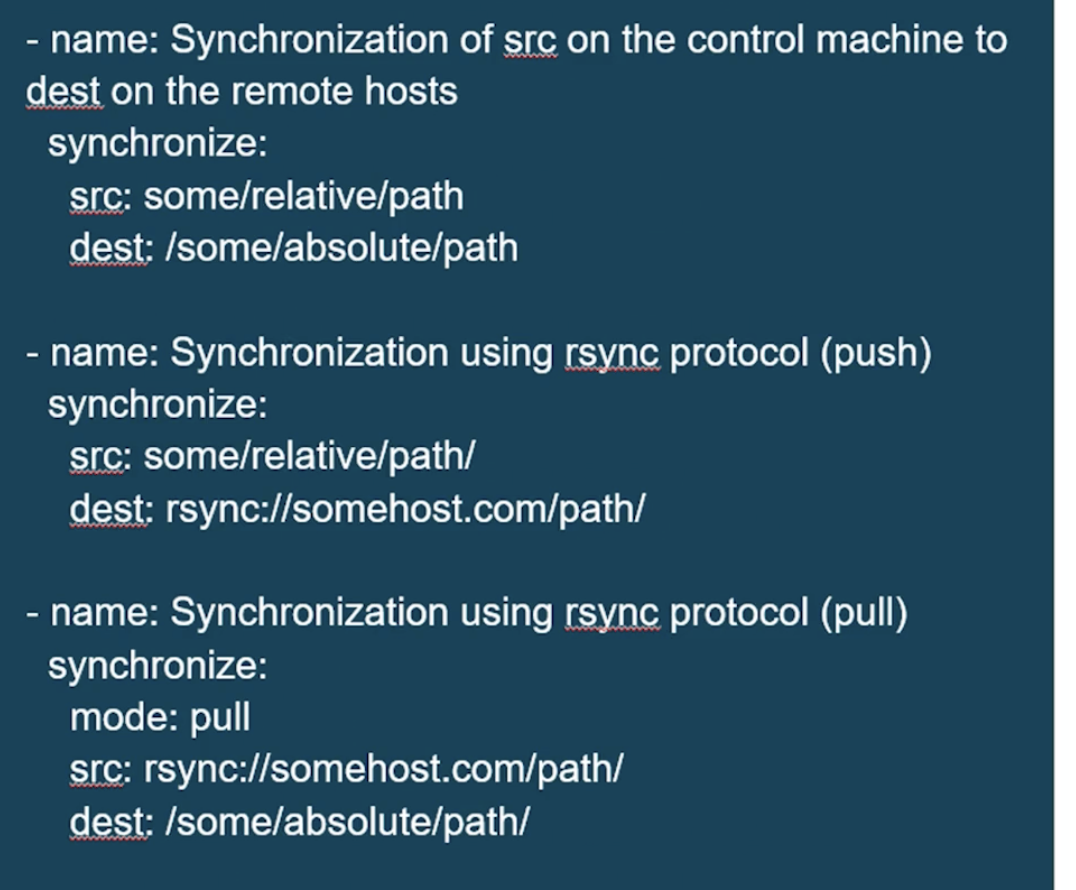 - name: Synchronization of src on the control machine to
dest on the remote hosts
synchronize:
src: some/relative/path
dest: /some/absolute/path
- name: Synchronization using rsync protocol (push)
synchronize:
src: some/relative/path/
dest: rsync://somehost.com/path/
- name: Synchronization using rsync protocol (pull)
synchronize:
mode: pull
src: rsync://somehost.com/path/
dest: /some/absolute/path/